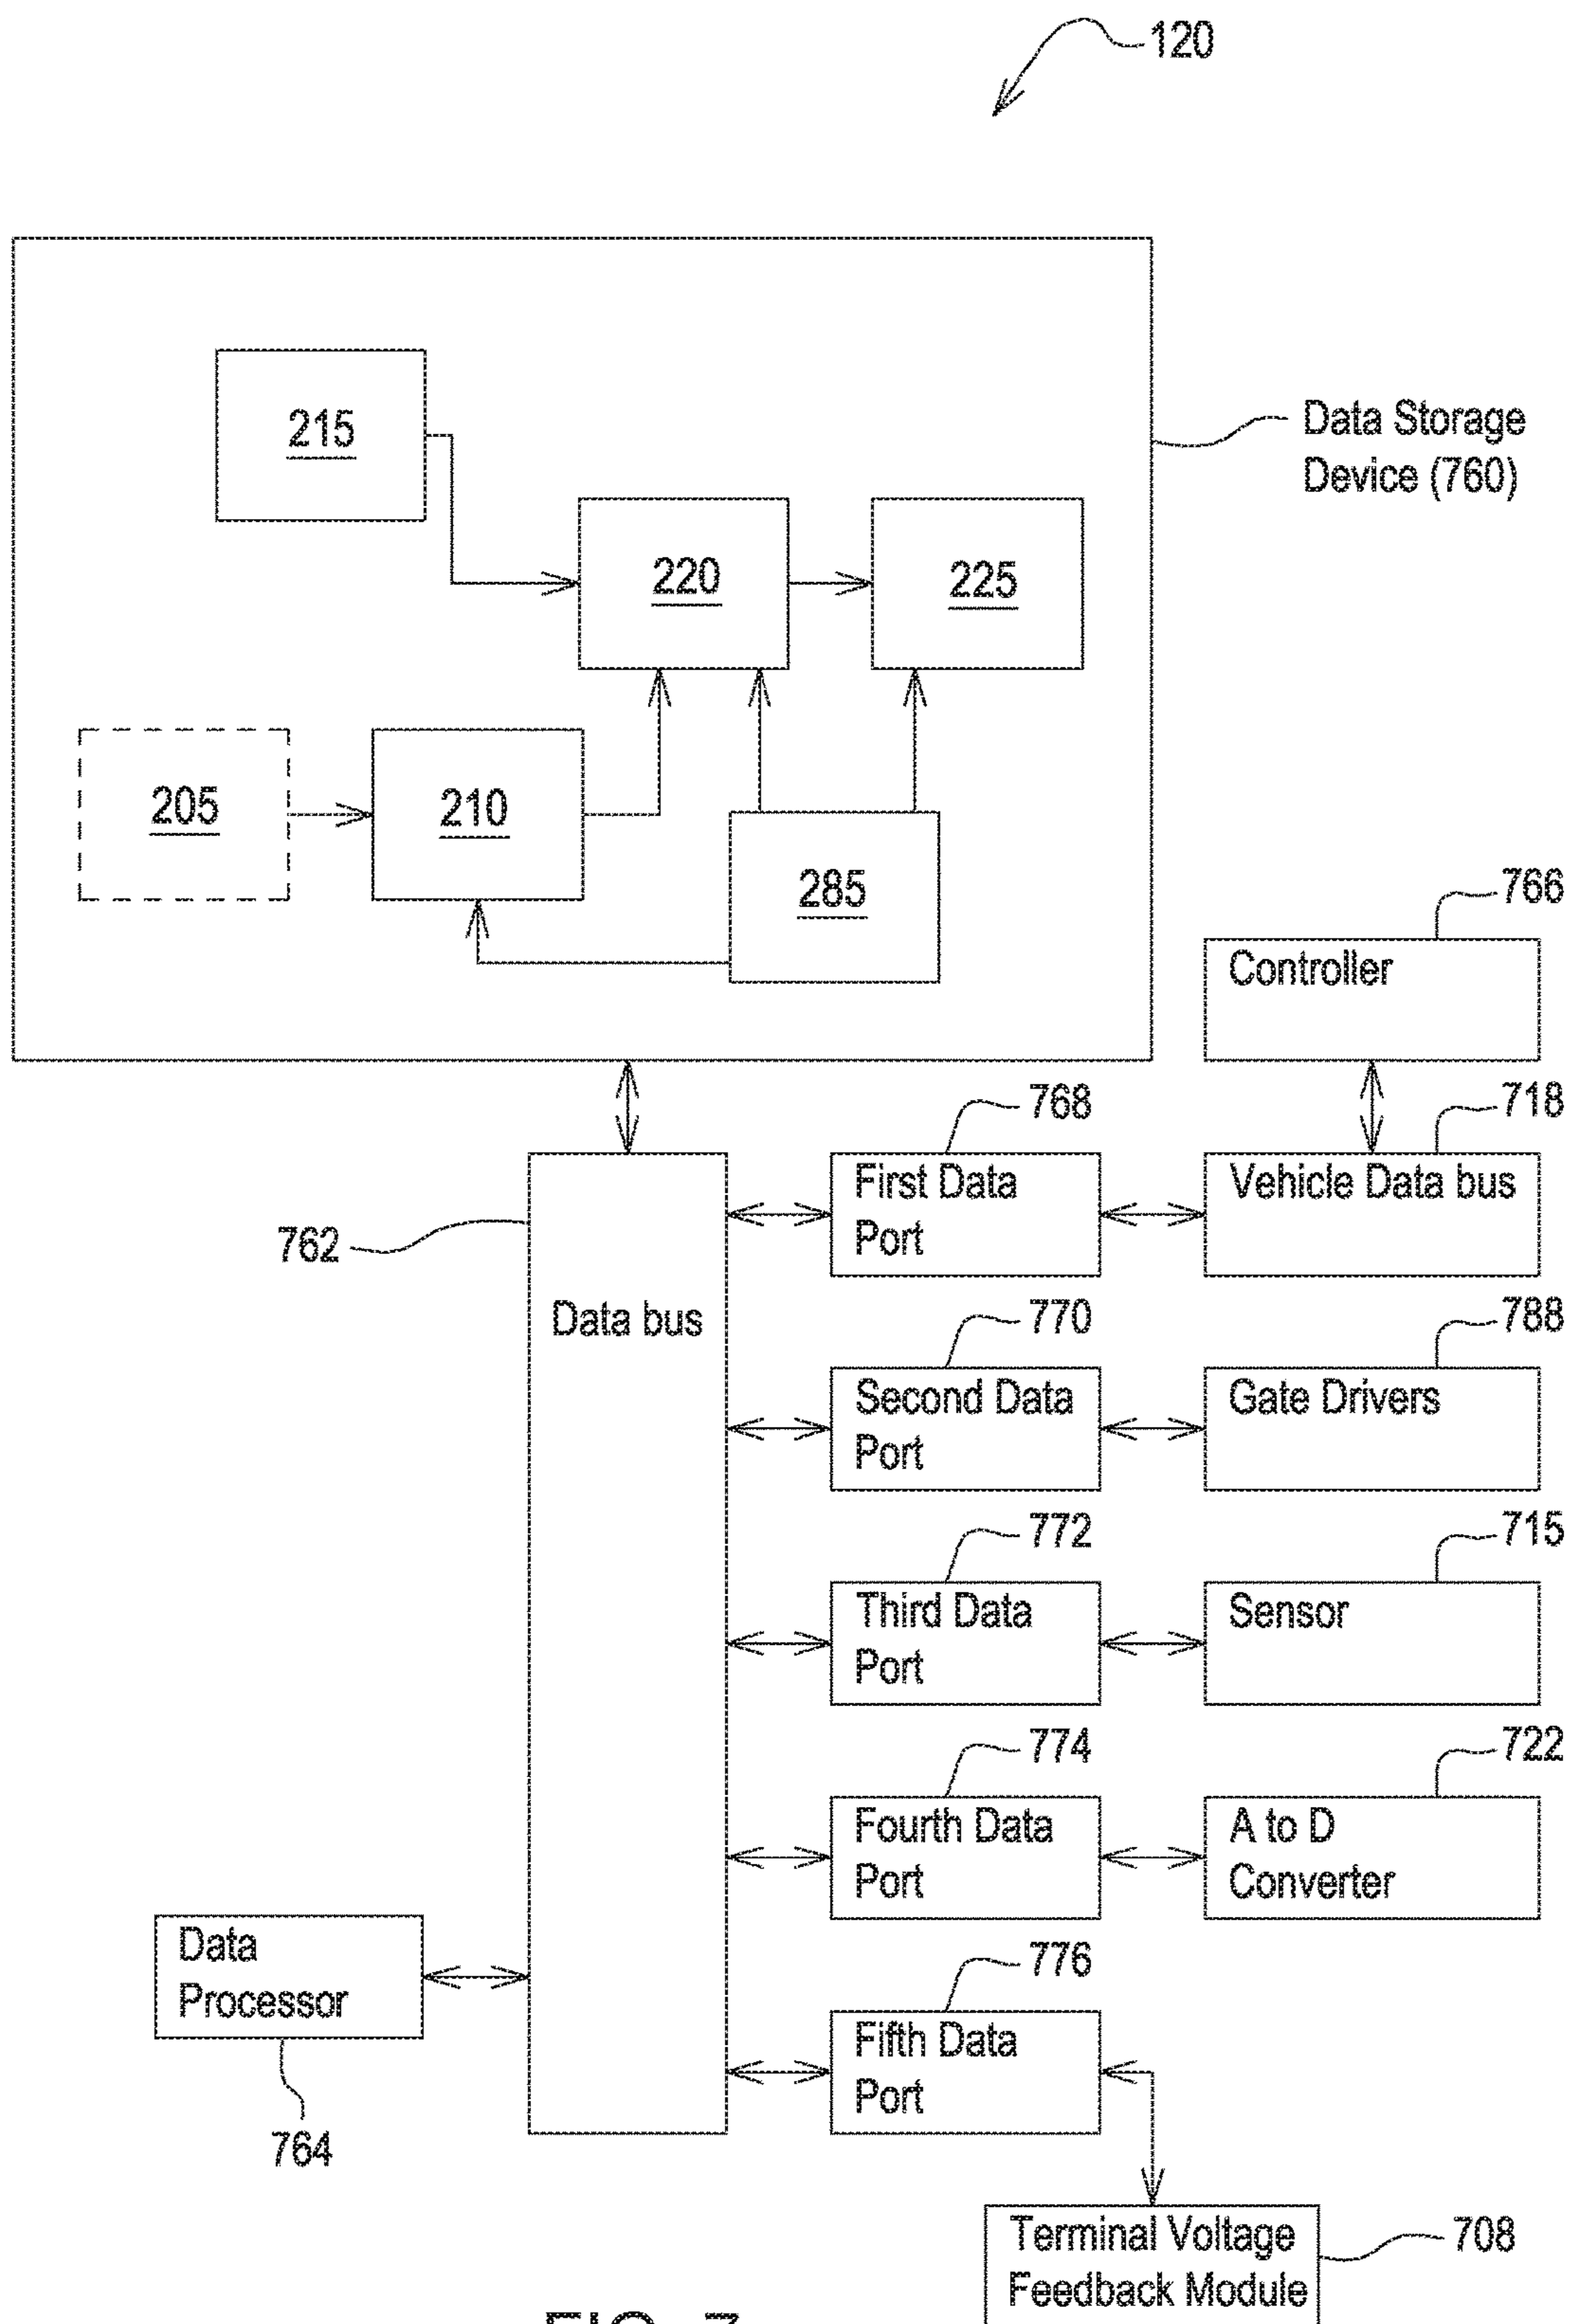 120
215
Data Storage
Device (760)
220
225
205
210
285
766
Controller
768
718
First Data
Port
Vehicle Data bus
762
Data bus
770
788
Second Data
Port
Gate Drivers
772
715
Third Data
Port
Sensor
774
722
Fourth Data
Port
A to D
Converter
Data
Processor
764
776
Fifth Data
Port
Terminal Voltage
Feedback Module
708